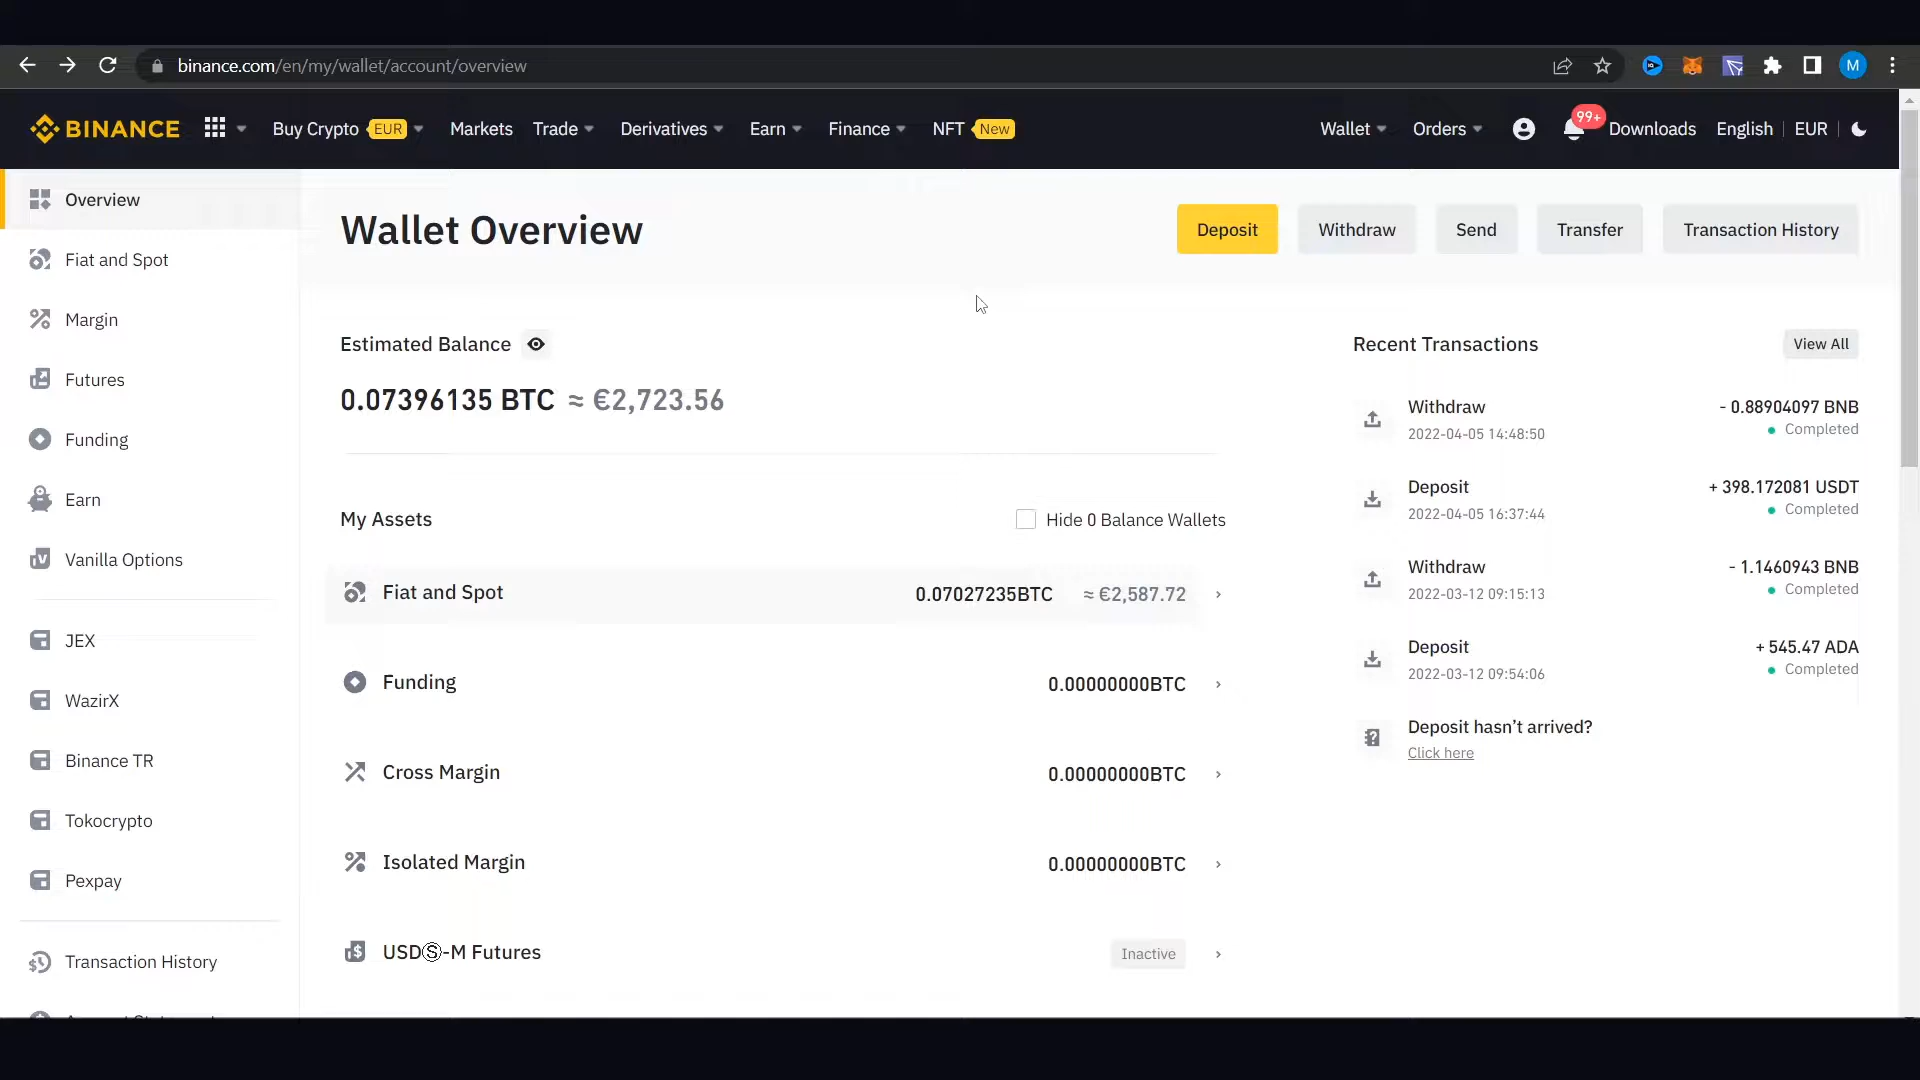 binance.com/en/my/wallet/account/overview
M
BINANCE
Buy Crypto EUR
Markets
Trade
Derivatives
Earn
Finance
NFT New
Wallet
Orders
99+
Downloads
English
EUR
Overview
Fiat and Spot
Margin
Futures
Funding
Earn
Vanilla Options
JEX
WazirX
Binance TR
Tokocrypto
Pexpay
Transaction History
Wallet Overview
Deposit
Withdraw
Send
Transfer
Transaction History
Estimated Balance
0.07396135 BTC ≈ €2,723.56
My Assets
Hide 0 Balance Wallets
Fiat and Spot 0.07027235BTC ≈ €2,587.72
Funding 0.00000000BTC
Cross Margin 0.00000000BTC
Isolated Margin 0.00000000BTC
USDⓈ-M Futures Inactive
Recent Transactions
View All
Withdraw - 0.88904097 BNB
2022-04-05 14:48:50 Completed
Deposit + 398.172081 USDT
2022-04-05 16:37:44 Completed
Withdraw - 1.1460943 BNB
2022-03-12 09:15:13 Completed
Deposit + 545.47 ADA
2022-03-12 09:54:06 Completed
Deposit hasn’t arrived?
Click here